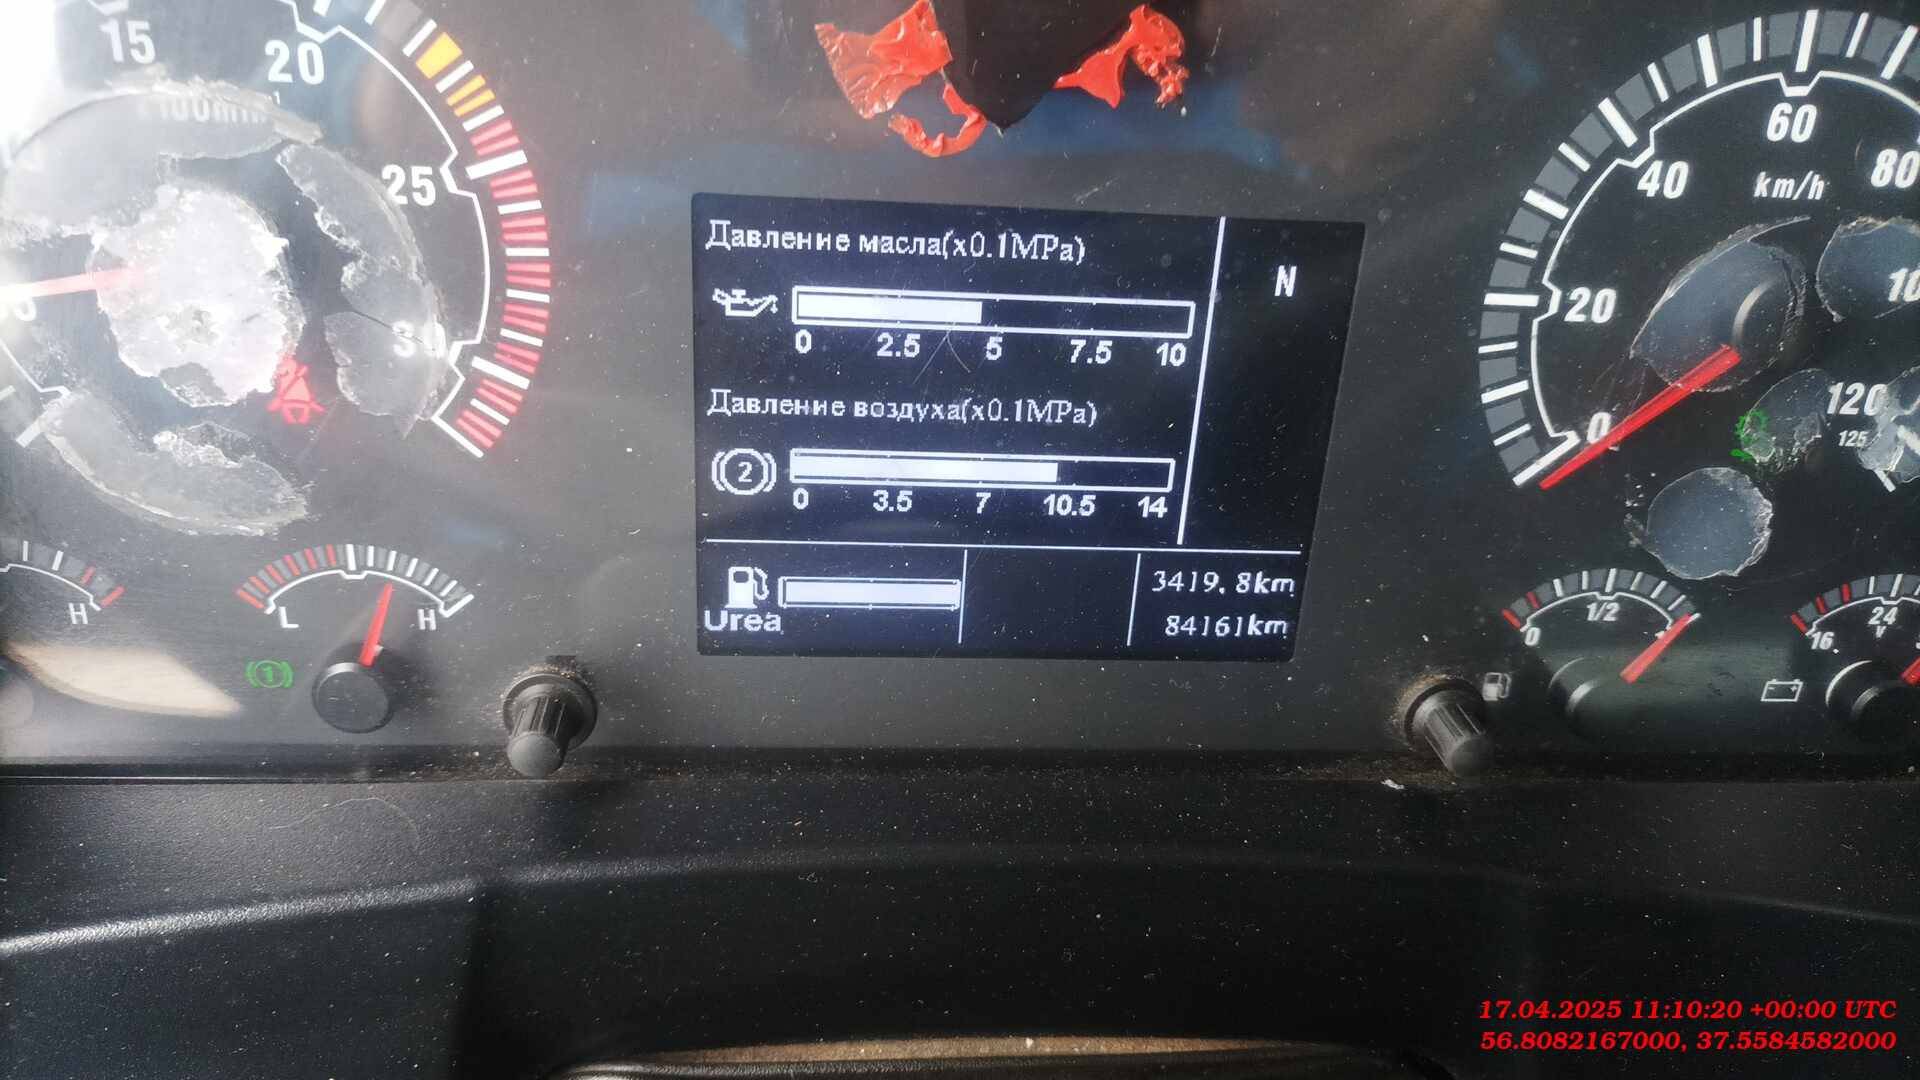 15
20
25
30
L
H
H
1
Давление масла(x0.1MPa)
0 2.5 5 7.5 10
Давление воздуха(x0.1MPa)
2
0 3.5 7 10.5 14
N
Urea
3419.8km
84161km
0
20
40
60
80
km/h
120
125
0
1/2
16
24
V
17.04.2025 11:10:20 +00:00 UTC
56.8082167000, 37.5584582000